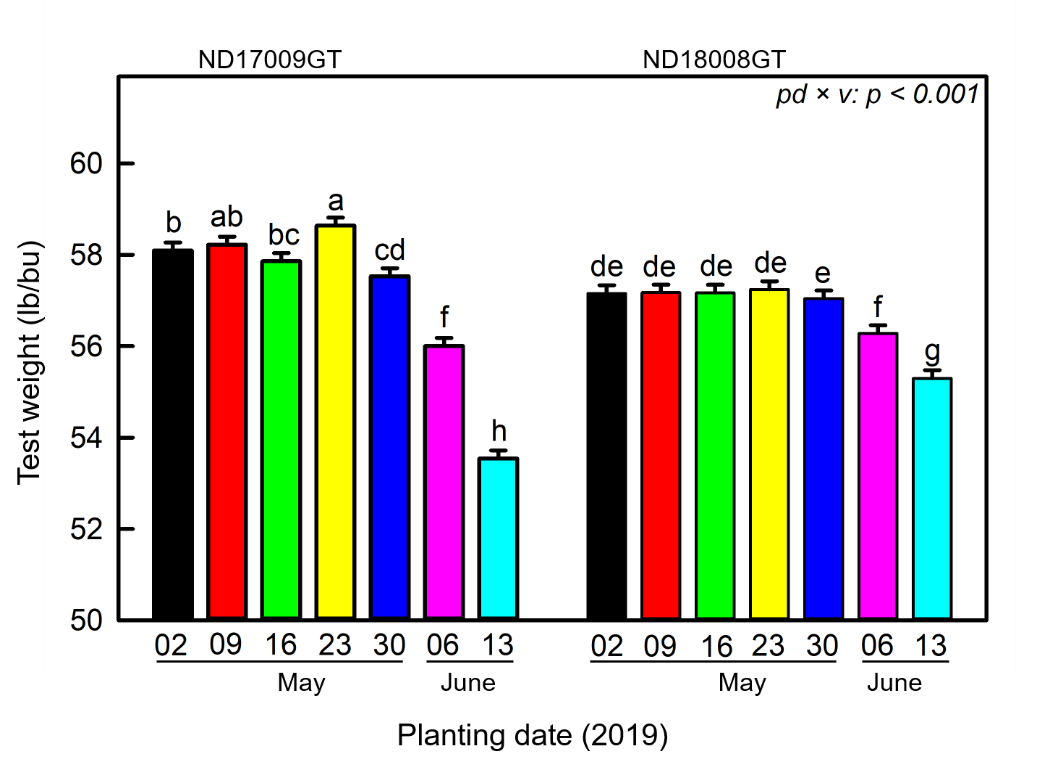 ND17009GT ND18008GT
pd × v: p < 0.001
Test weight (lb/bu)
60
58
56
54
52
50
b ab bc a cd f h
de de de de e f g
02 09 16 23 30 06 13 02 09 16 23 30 06 13
May June May June
Planting date (2019)